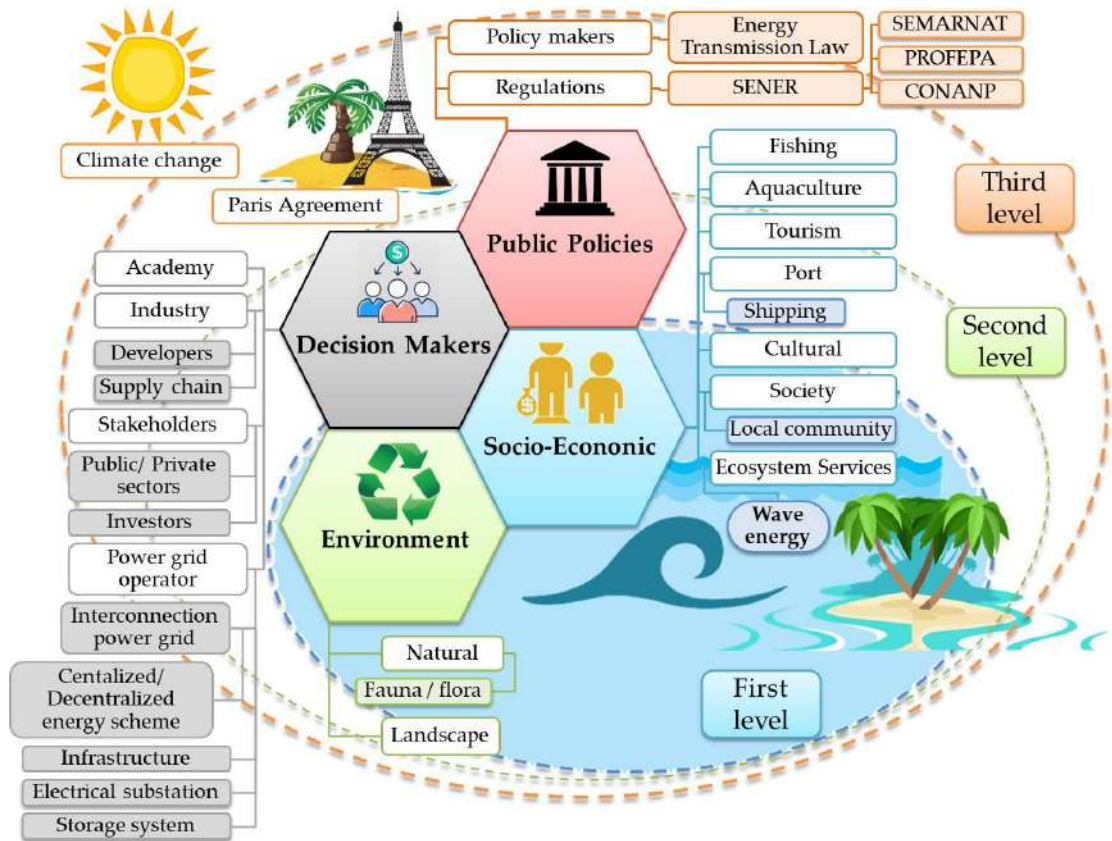 Climate change
Paris Agreement
Policy makers
Regulations
Energy
Transmission Law
SENER
SEMARNAT
PROFEPA
CONANP
Public Policies
Decision Makers
Socio-Econonic
Environment
Academy
Industry
Developers
Supply chain
Stakeholders
Public/ Private
sectors
Investors
Power grid
operator
Interconnection
power grid
Centalized/
Decentralized
energy scheme
Infrastructure
Electrical substation
Storage system
Fishing
Aquaculture
Tourism
Port
Shipping
Cultural
Society
Local community
Ecosystem Services
Wave
energy
Natural
Fauna / flora
Landscape
First
level
Second
level
Third
level